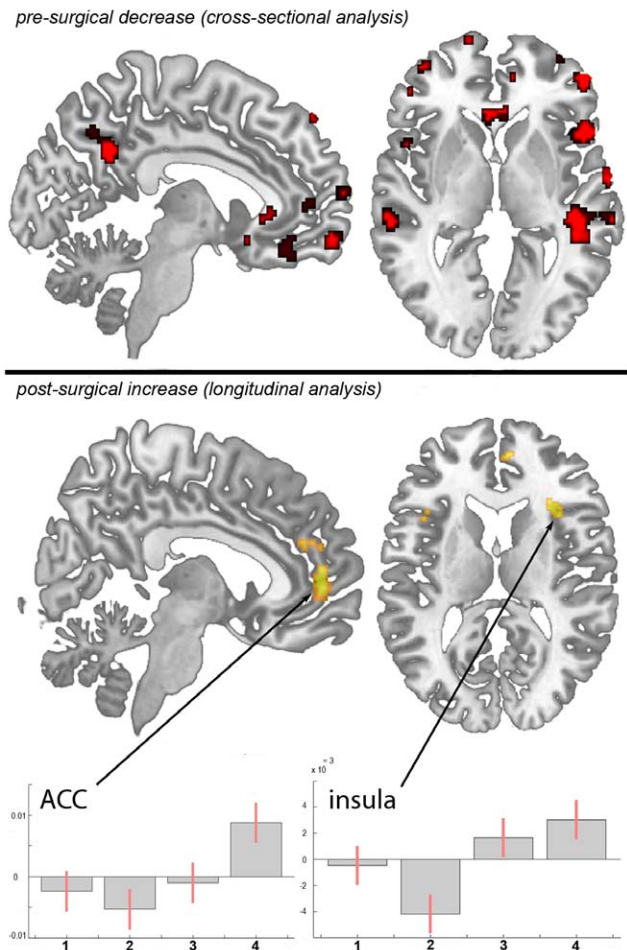 pre-surgical decrease (cross-sectional analysis)
post-surgical increase (longitudinal analysis)
ACC
0.01
0
-0.01
1 2 3 4
x 10
= 3
insula
4
2
0
-2
-4
1 2 3 4